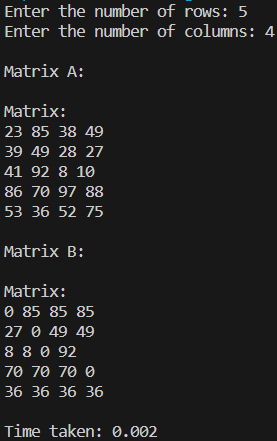 Enter the number of rows: 5
Enter the number of columns: 4
Matrix A:
Matrix:
23 85 38 49
39 49 28 27
41 92 8 10
86 70 97 88
53 36 52 75
Matrix B:
Matrix:
0 85 85 85
27 0 49 49
8 8 0 92
70 70 70 0
36 36 36 36
Time taken: 0.002